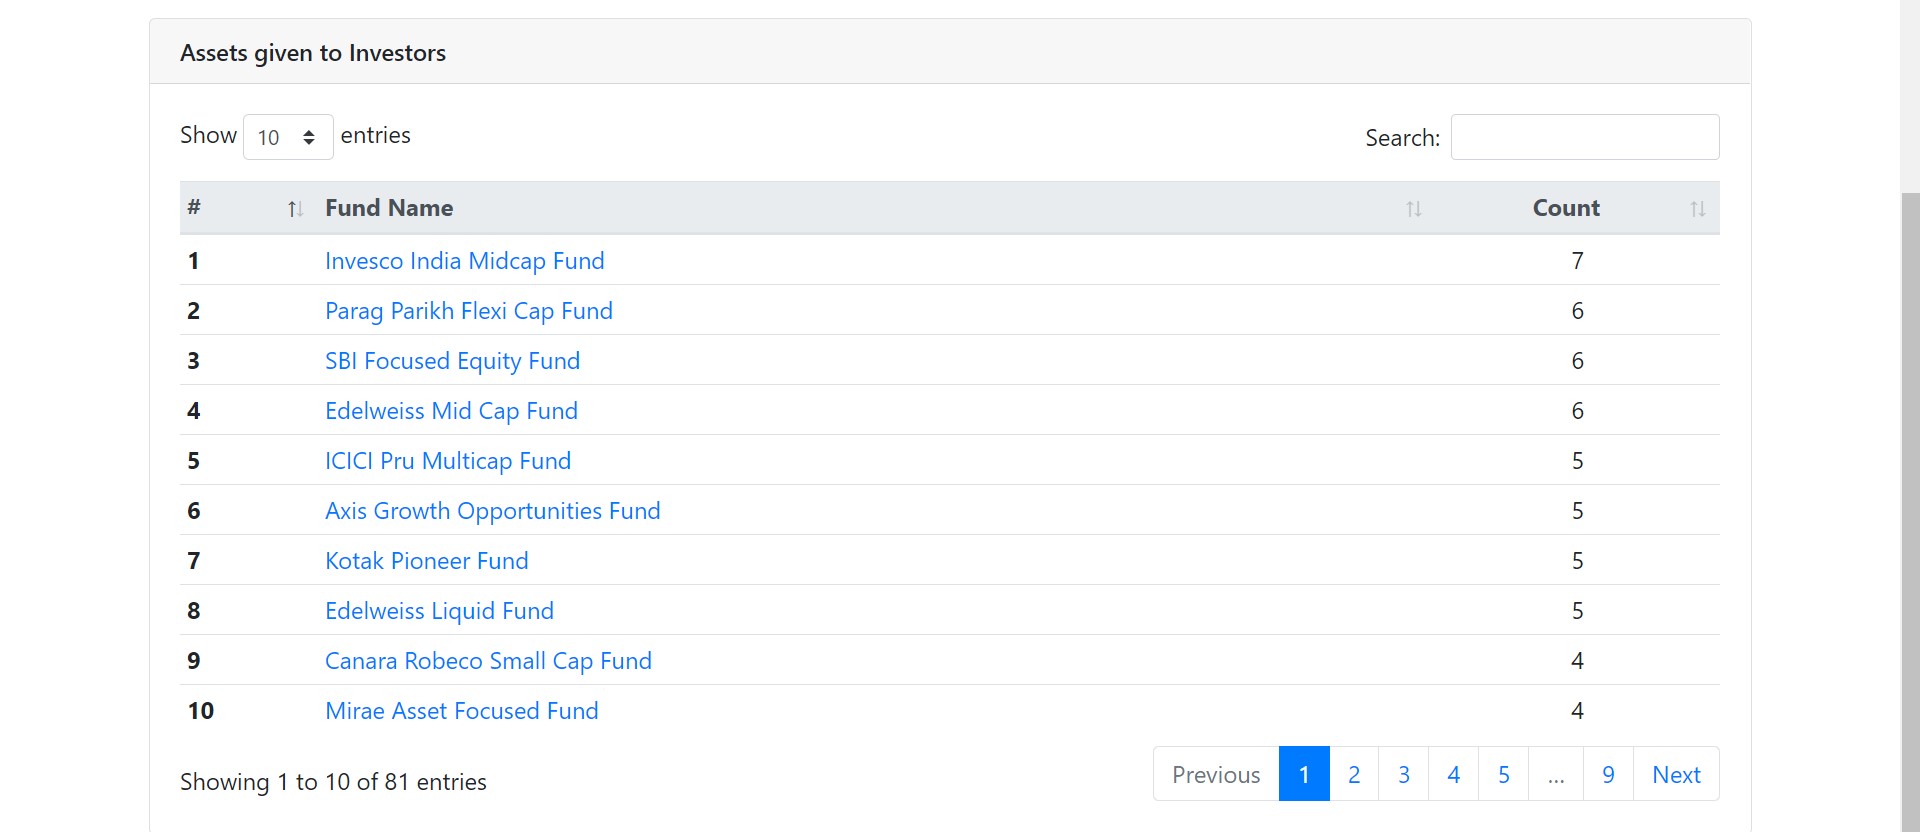 Assets given to Investors
Show 10 entries Search:
# Fund Name Count
1 Invesco India Midcap Fund 7
2 Parag Parikh Flexi Cap Fund 6
3 SBI Focused Equity Fund 6
4 Edelweiss Mid Cap Fund 6
5 ICICI Pru Multicap Fund 5
6 Axis Growth Opportunities Fund 5
7 Kotak Pioneer Fund 5
8 Edelweiss Liquid Fund 5
9 Canara Robeco Small Cap Fund 4
10 Mirae Asset Focused Fund 4
Showing 1 to 10 of 81 entries Previous 1 2 3 4 5 ... 9 Next